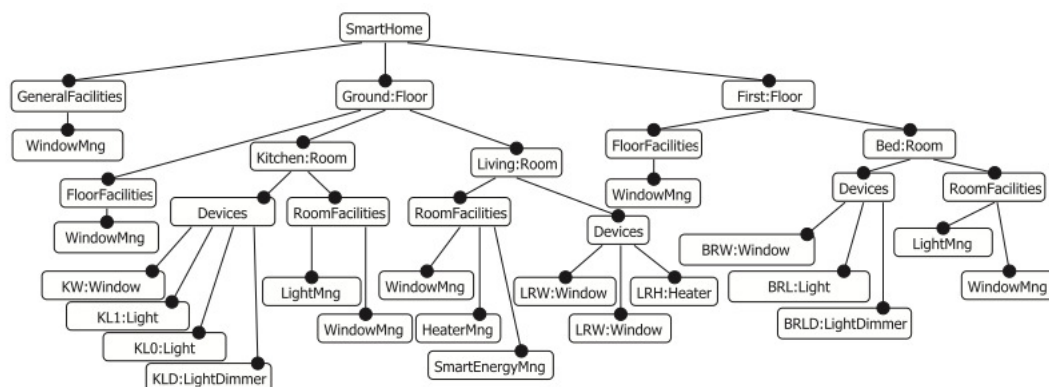 SmartHome
GeneralFacilities
Ground:Floor
First:Floor
WindowMng
FloorFacilities
Bed:Room
Kitchen:Room
Living:Room
FloorFacilities
WindowMng
Devices
RoomFacilities
Devices
RoomFacilities
RoomFacilities
WindowMng
Devices
BRW:Window
LightMng
KW:Window
LightMng
WindowMng
LRW:Window
LRH:Heater
BRL:Light
WindowMng
KL1:Light
WindowMng
HeaterMng
LRW:Window
BRLD:LightDimmer
KL0:Light
SmartEnergyMng
KLD:LightDimmer